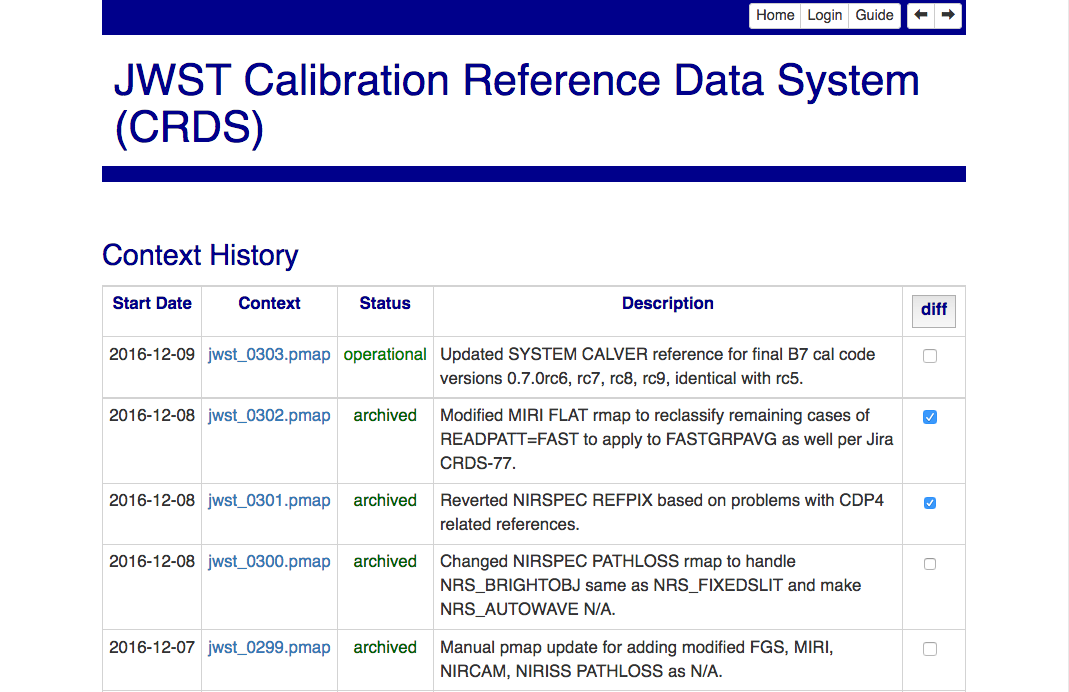 Home Login Guide
JWST Calibration Reference Data System
(CRDS)
Context History
Start Date Context Status Description diff
2016-12-09 jwst_0303.pmap operational Updated SYSTEM CALVER reference for final B7 cal code
versions 0.7.0rc6, rc7, rc8, rc9, identical with rc5.
2016-12-08 jwst_0302.pmap archived Modified MIRI FLAT rmap to reclassify remaining cases of
READPATT=FAST to apply to FASTGRPAVG as well per Jira
CRDS-77.
2016-12-08 jwst_0301.pmap archived Reverted NIRSPEC REFPIX based on problems with CDP4
related references.
2016-12-08 jwst_0300.pmap archived Changed NIRSPEC PATHLOSS rmap to handle
NRS_BRIGHTOBJ same as NRS_FIXEDSLIT and make
NRS_AUTOWAVE N/A.
2016-12-07 jwst_0299.pmap archived Manual pmap update for adding modified FGS, MIRI,
NIRCAM, NIRISS PATHLOSS as N/A.